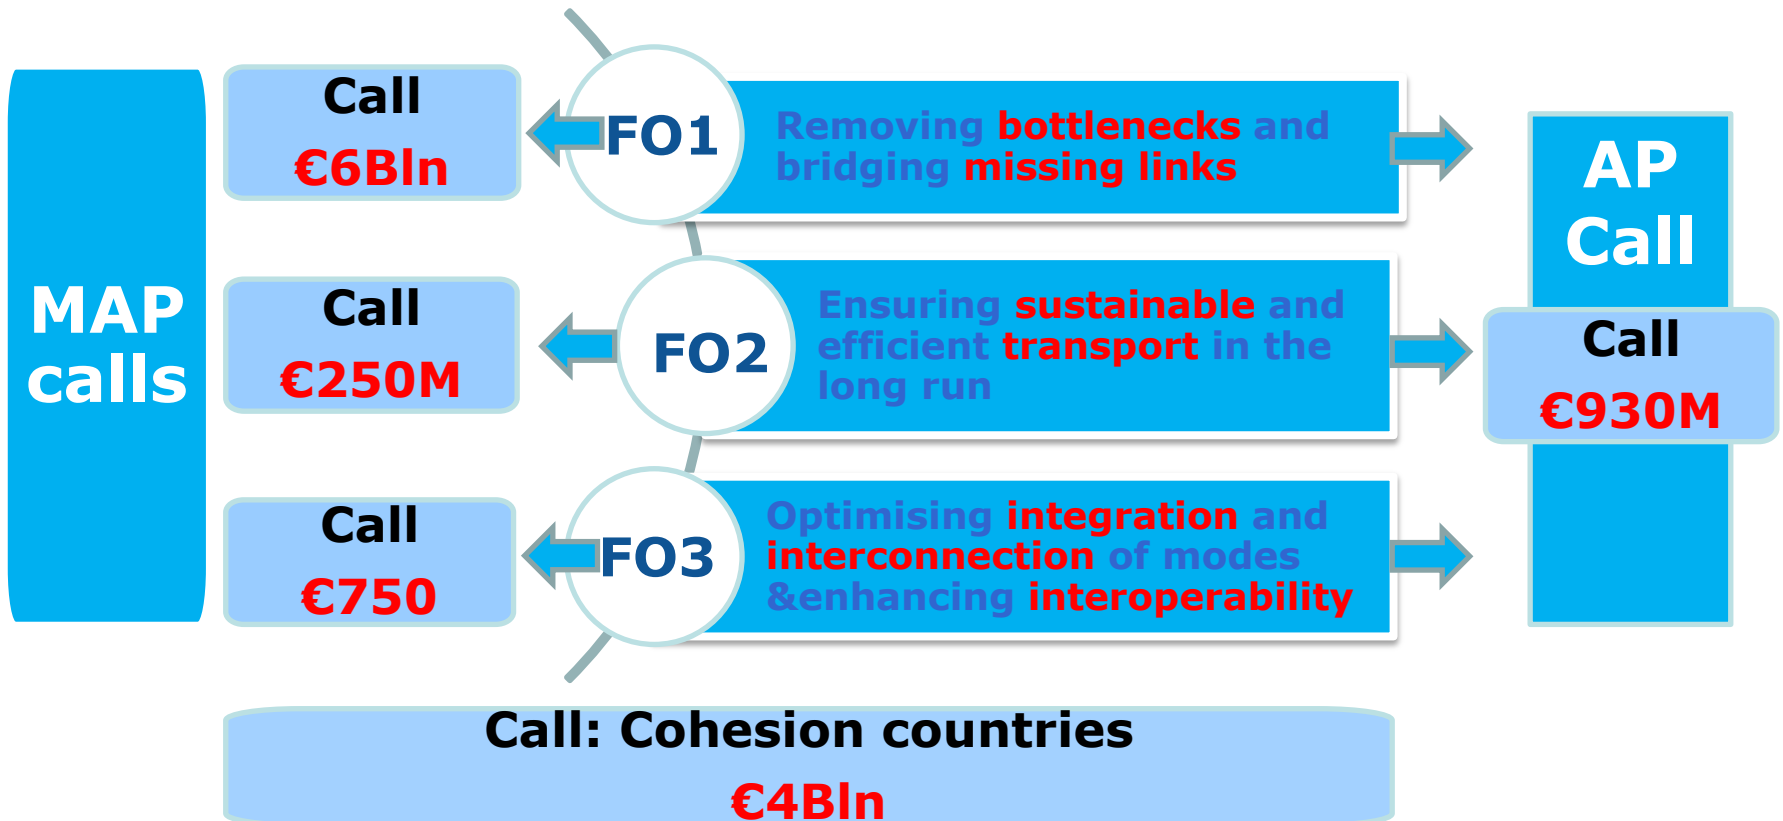 MAP
calls
Call
€6Bln
FO1
Removing bottlenecks and
bridging missing links
Call
€250M
FO2
Ensuring sustainable and
efficient transport in the
long run
Call
€750
FO3
Optimising integration and
interconnection of modes
&enhancing interoperability
AP
Call
Call
€930M
Call: Cohesion countries
€4Bln